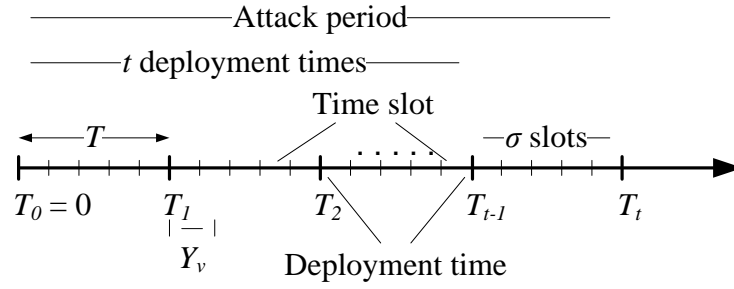 Attack period
t deployment times
Time slot
T
σ slots
. . . . .
T₀ = 0
T₁
T₂
Tₜ₋₁
Tₜ
Yᵥ
Deployment time